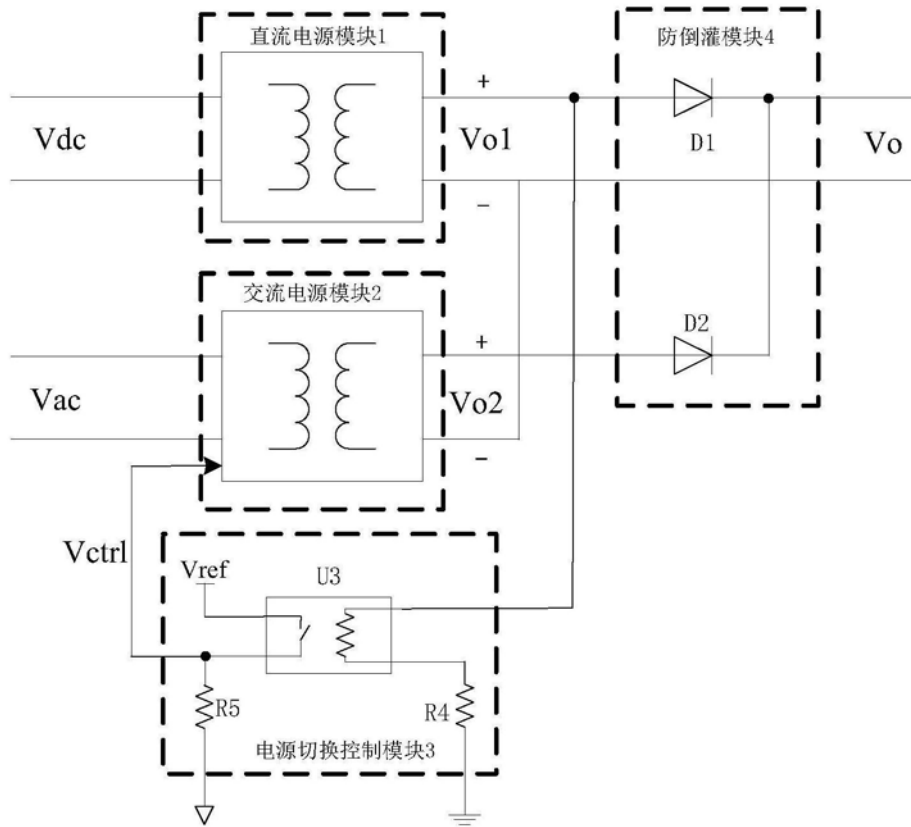 直流电源模块1
防倒灌模块4
+
Vdc
Vo1
D1
Vo
−
交流电源模块2
D2
+
Vac
Vo2
−
Vctrl
Vref
U3
R5
R4
电源切换控制模块3